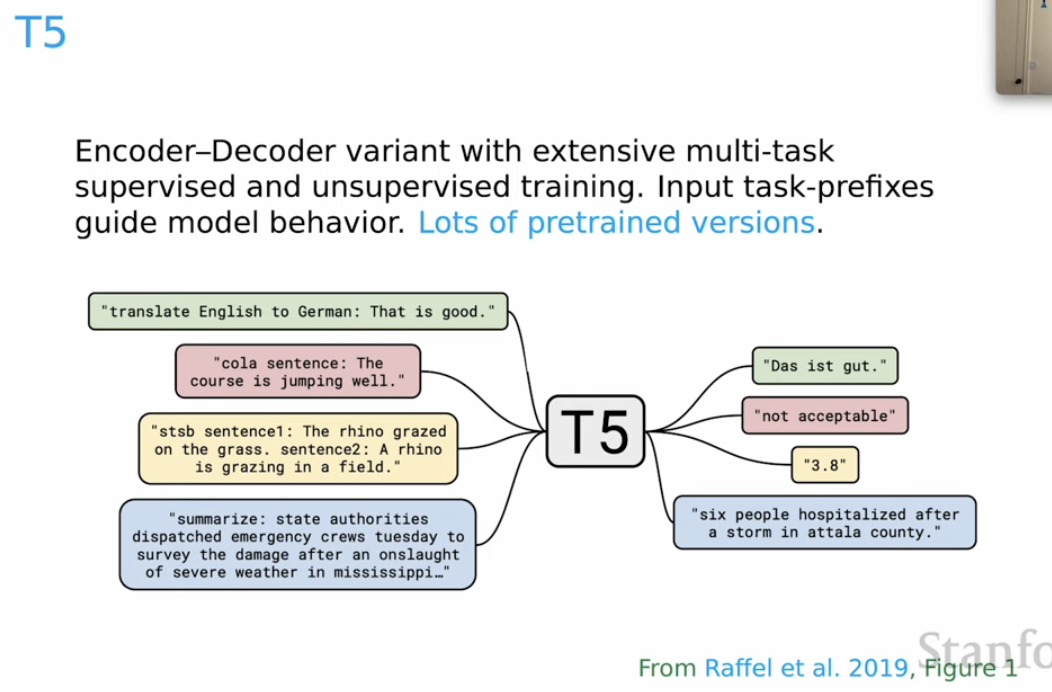 T5
Encoder–Decoder variant with extensive multi-task
supervised and unsupervised training. Input task-prefixes
guide model behavior. Lots of pretrained versions.
"translate English to German: That is good."
"cola sentence: The
course is jumping well."
"stsb sentence1: The rhino grazed
on the grass. sentence2: A rhino
is grazing in a field."
"summarize: state authorities
dispatched emergency crews tuesday to
survey the damage after an onslaught
of severe weather in mississippi…"
T5
"Das ist gut."
"not acceptable"
"3.8"
"six people hospitalized after
a storm in attala county."
Stanfo
From Raffel et al. 2019, Figure 1